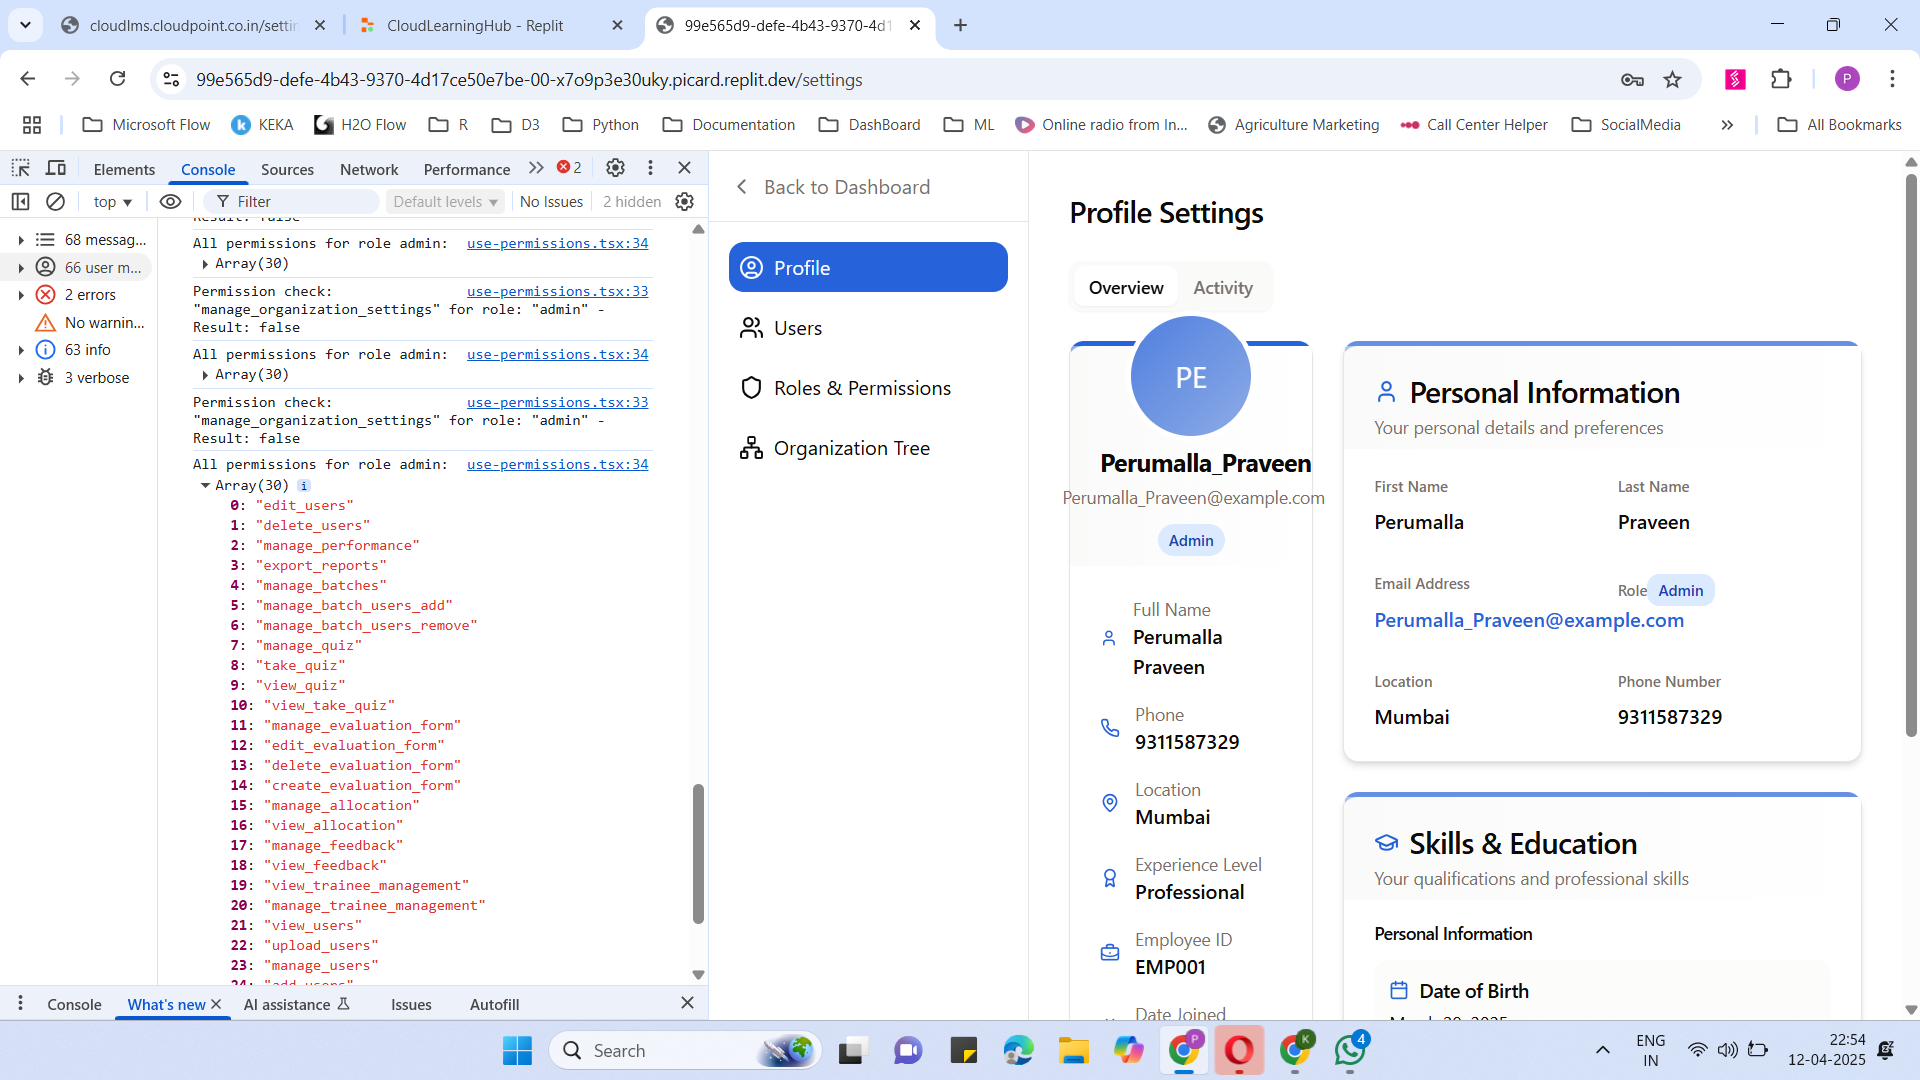 cloudlms.cloudpoint.co.in/settin
CloudLearningHub - Replit
99e565d9-defe-4b43-9370-4d1
99e565d9-defe-4b43-9370-4d17ce50e7be-00-x7o9p3e30uky.picard.replit.dev/settings
P
Microsoft Flow
KEKA
H2O Flow
R
D3
Python
Documentation
DashBoard
ML
Online radio from In...
Agriculture Marketing
Call Center Helper
SocialMedia
All Bookmarks
Elements
Console
Sources
Network
Performance
2
top
Filter
Default levels
No Issues
2 hidden
68 messag...
66 user m...
2 errors
No warnin...
63 info
3 verbose
Result: false
All permissions for role admin: use-permissions.tsx:34
Array(30)
Permission check: use-permissions.tsx:33
"manage_organization_settings" for role: "admin" -
Result: false
All permissions for role admin: use-permissions.tsx:34
Array(30)
Permission check: use-permissions.tsx:33
"manage_organization_settings" for role: "admin" -
Result: false
All permissions for role admin: use-permissions.tsx:34
Array(30) i
0: "edit_users"
1: "delete_users"
2: "manage_performance"
3: "export_reports"
4: "manage_batches"
5: "manage_batch_users_add"
6: "manage_batch_users_remove"
7: "manage_quiz"
8: "take_quiz"
9: "view_quiz"
10: "view_take_quiz"
11: "manage_evaluation_form"
12: "edit_evaluation_form"
13: "delete_evaluation_form"
14: "create_evaluation_form"
15: "manage_allocation"
16: "view_allocation"
17: "manage_feedback"
18: "view_feedback"
19: "view_trainee_management"
20: "manage_trainee_management"
21: "view_users"
22: "upload_users"
23: "manage_users"
24: "add_users"
Console
What's new
AI assistance
Issues
Autofill
Back to Dashboard
Profile
Users
Roles & Permissions
Organization Tree
Profile Settings
Overview
Activity
PE
Perumalla_Praveen
Perumalla_Praveen@example.com
Admin
Full Name
Perumalla
Praveen
Phone
9311587329
Location
Mumbai
Experience Level
Professional
Employee ID
EMP001
Date Joined
Personal Information
Your personal details and preferences
First Name
Perumalla
Last Name
Praveen
Email Address
Perumalla_Praveen@example.com
Role Admin
Location
Mumbai
Phone Number
9311587329
Skills & Education
Your qualifications and professional skills
Personal Information
Date of Birth
Search
P
K
4
ENG
IN
22:54
12-04-2025